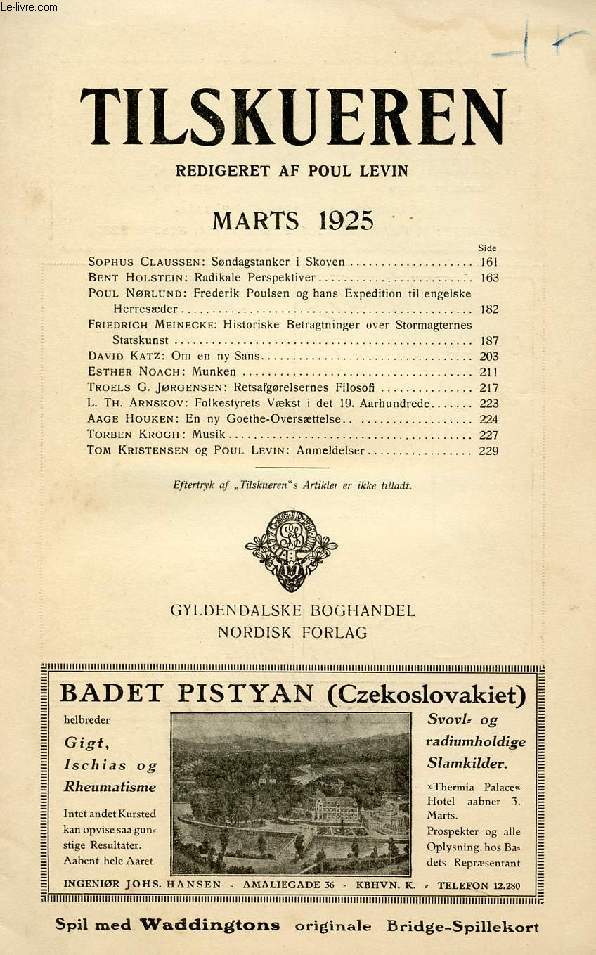 Le-livre.com
TILSKUEREN
REDIGERET AF POUL LEVIN
MARTS 1925
Side
SOPHUS CLAUSSEN: Søndagstanker i Skoven .................... 161
BENT HOLSTEIN: Radikale Perspektiver ......................... 163
POUL NØRLUND: Frederik Poulsen og hans Expedition til engelske
Herresæder ................................................ 182
FRIEDRICH MEINECKE: Historiske Betragtninger over Stormagternes
Statskunst ................................................ 187
DAVID KATZ: Om en ny Sans ................................... 203
ESTHER NOACH: Munken ...................................... 211
TROELS G. JØRGENSEN: Retsafgørelsernes Filosofi ............... 217
L. TH. ARNSKOV: Folkestyrets Vækst i det 19. Aarhundrede ....... 223
AAGE HOUKEN: En ny Goethe-Oversættelse .................... 224
TORBEN KROGH: Musik ........................................ 227
TOM KRISTENSEN og POUL LEVIN: Anmeldelser ................. 229
Eftertryk af „Tilskueren"s Artikler er ikke tilladt.
GYLDENDALSKE BOGHANDEL
NORDISK FORLAG
BADET PISTYAN (Czekoslovakiet)
helbreder
Gigt,
Ischias og
Rheumatisme
Intet andet Kursted
kan opvise saa gun-
stige Resultater.
Aabent hele Aaret
Svovl- og
radiumholdige
Slamkilder.
»Thermia Palace«
Hotel aabner 3.
Marts.
Prospekter og alle
Oplysning. hos Ba-
dets Repræsentant
INGENIØR JOHS. HANSEN - AMALIEGADE 36 - KBHVN. K. - TELEFON 12.280
Spil med Waddingtons originale Bridge-Spillekort